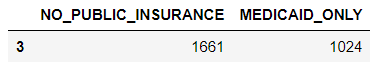 NO_PUBLIC_INSURANCE MEDICAID_ONLY
3 1661 1024